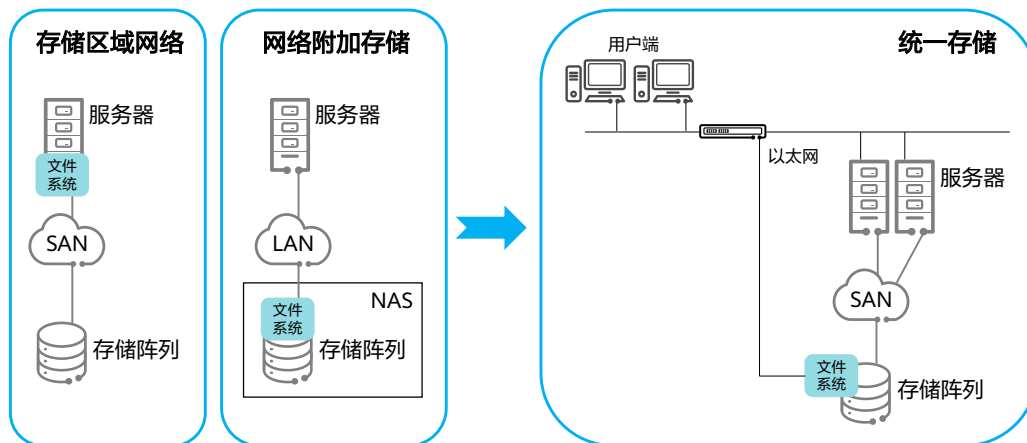 存储区域网络
服务器
文件
系统
SAN
存储阵列
网络附加存储
服务器
LAN
NAS
文件
系统
存储阵列
统一存储
用户端
以太网
服务器
SAN
文件
系统
存储阵列